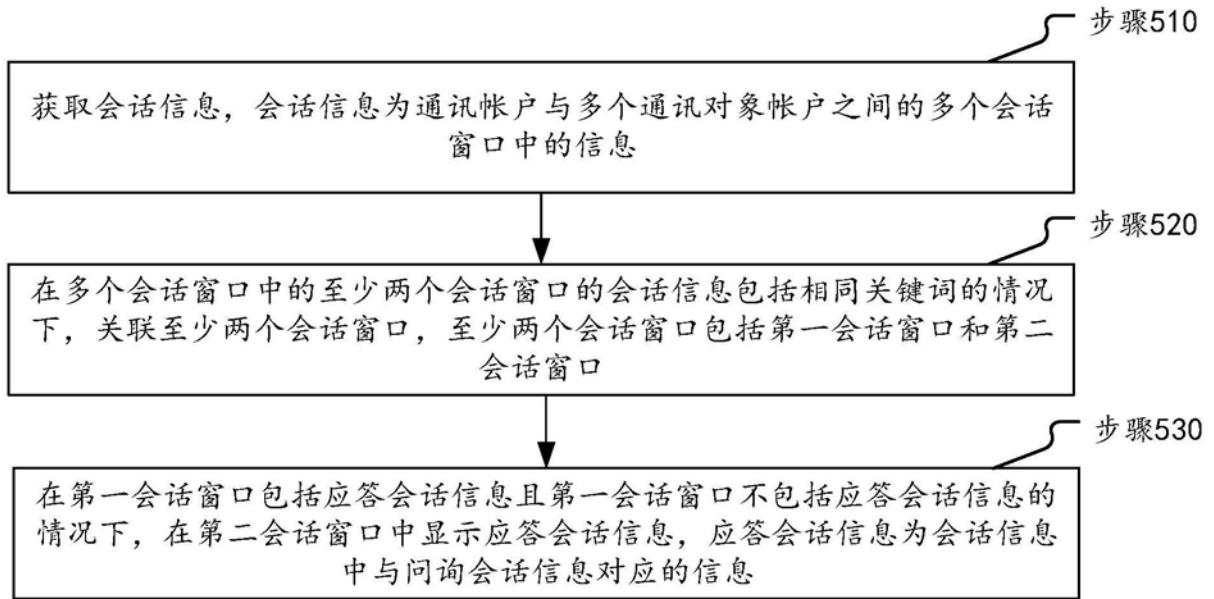 步骤510
获取会话信息，会话信息为通讯帐户与多个通讯对象帐户之间的多个会话
窗口中的信息
步骤520
在多个会话窗口中的至少两个会话窗口的会话信息包括相同关键词的情况
下，关联至少两个会话窗口，至少两个会话窗口包括第一会话窗口和第二
会话窗口
步骤530
在第一会话窗口包括应答会话信息且第一会话窗口不包括应答会话信息的
情况下，在第二会话窗口中显示应答会话信息，应答会话信息为会话信息
中与问询会话信息对应的信息